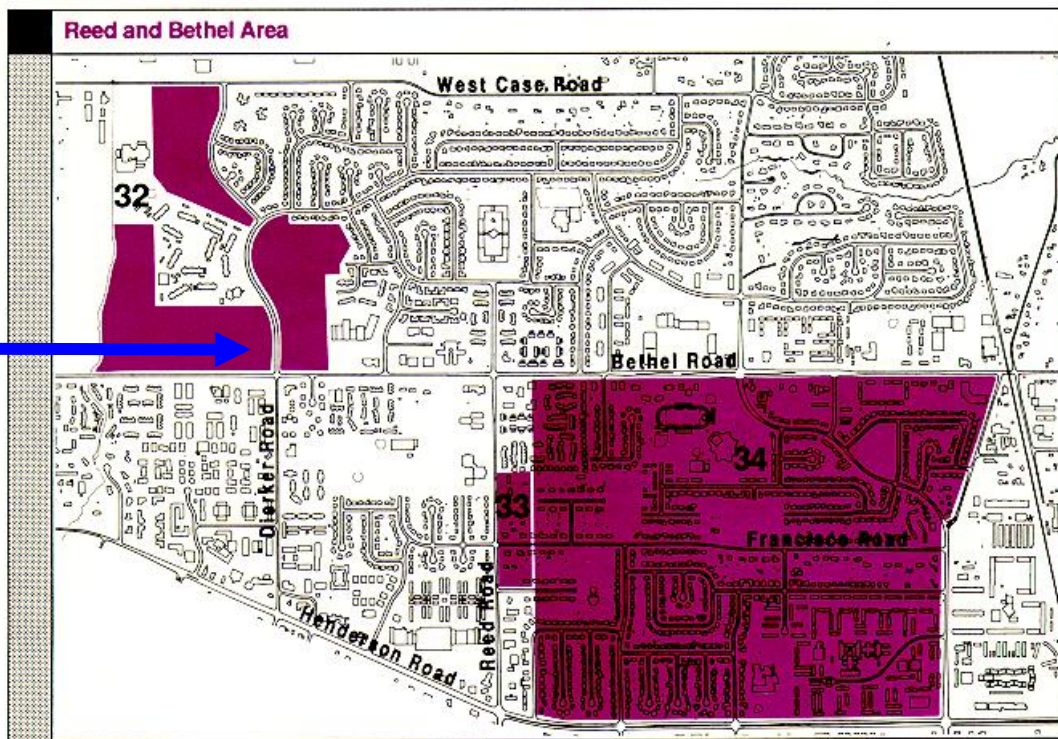 Reed and Bethel Area
West Case Road
32
Bethel Road
Dierker Road
34
33
Francisco Road
Reed Road
Henderson Road